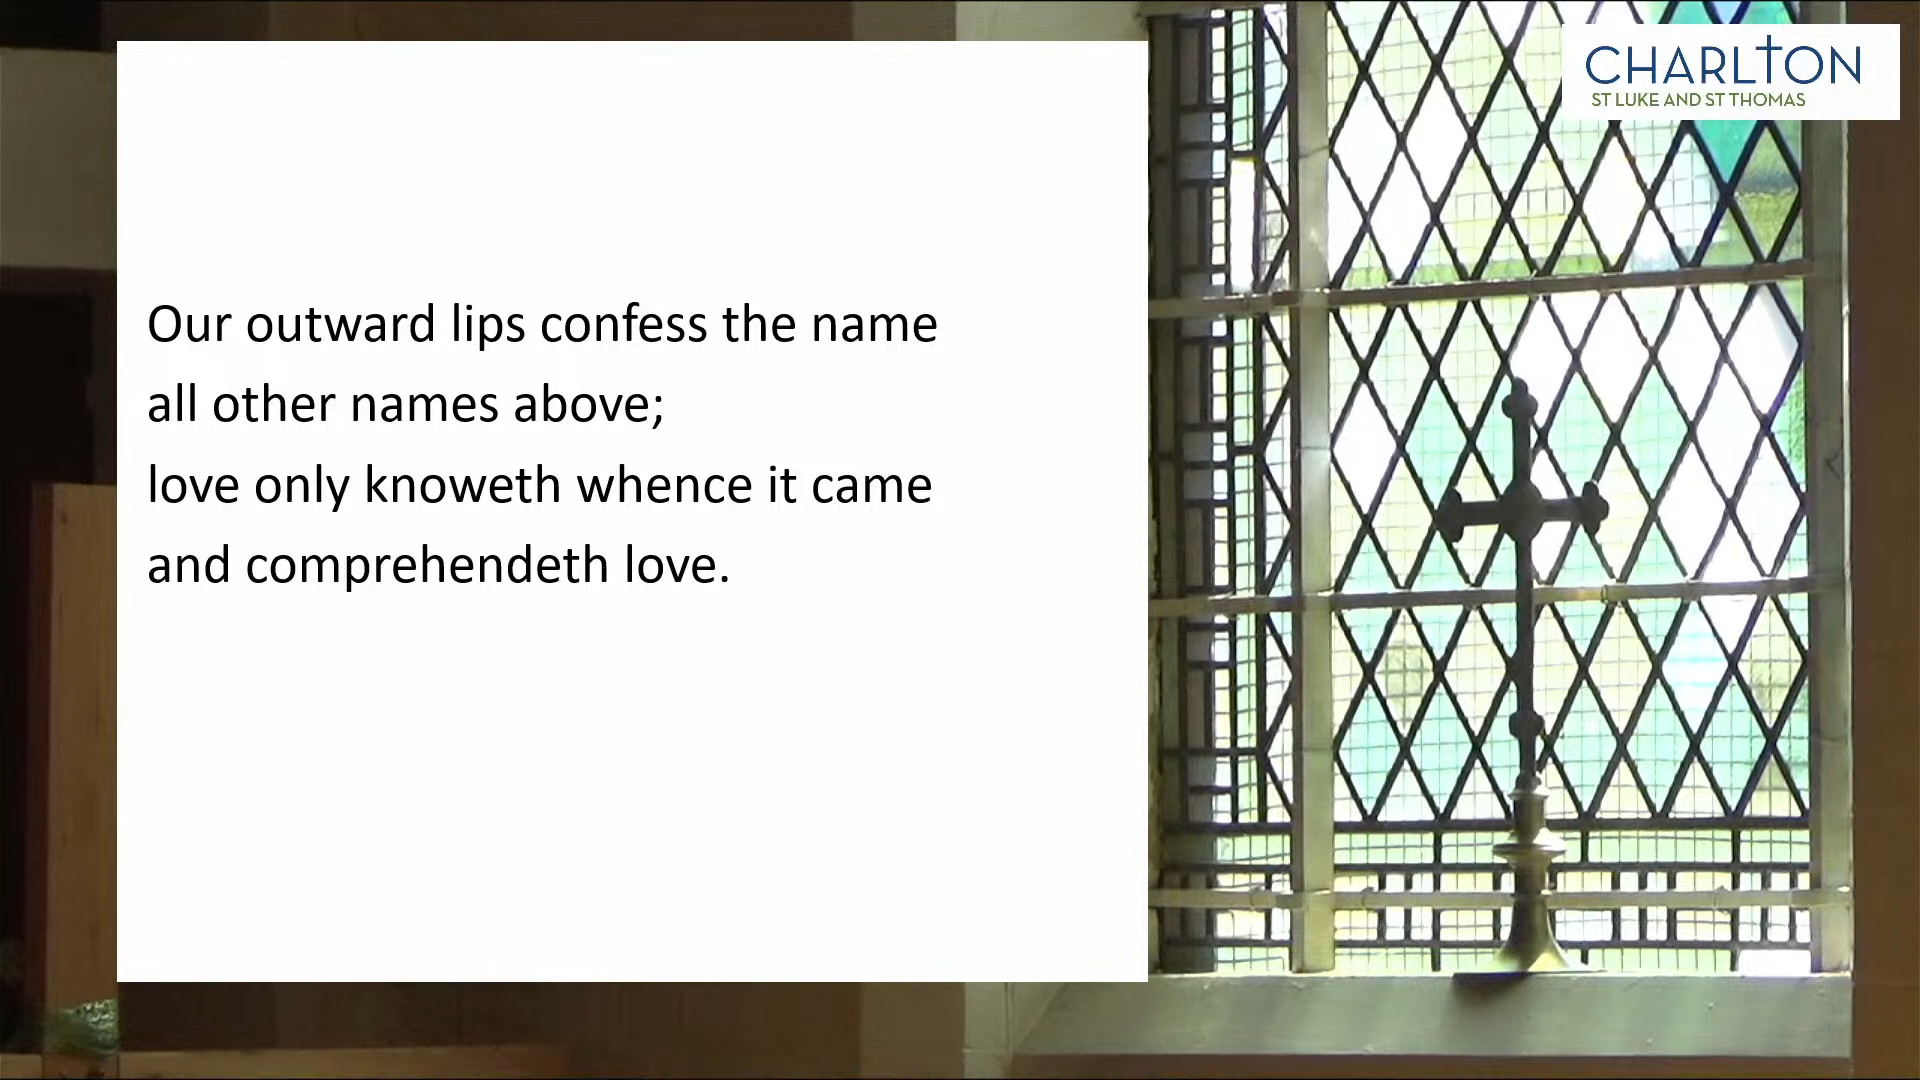 CHARLTON
ST LUKE AND ST THOMAS
Our outward lips confess the name
all other names above;
love only knoweth whence it came
and comprehendeth love.